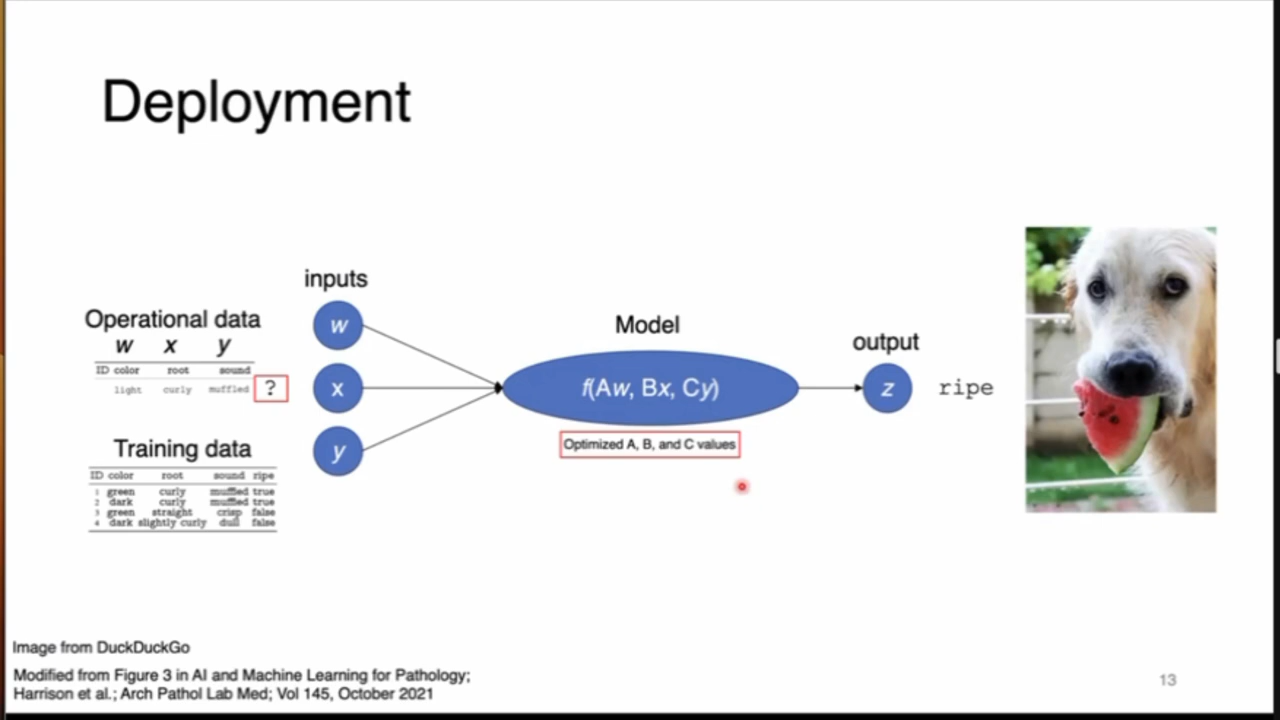 Deployment
inputs
Operational data
w x y
ID color root sound
light curly muffled ?
Training data
ID color root sound ripe
1 green curly muffled true
2 dark curly muffled true
3 green straight crisp false
4 dark slightly curly dull false
w
x
y
Model
f(Aw, Bx, Cy)
Optimized A, B, and C values
output
z
ripe
Image from DuckDuckGo
Modified from Figure 3 in AI and Machine Learning for Pathology;
Harrison et al.; Arch Pathol Lab Med; Vol 145, October 2021
13